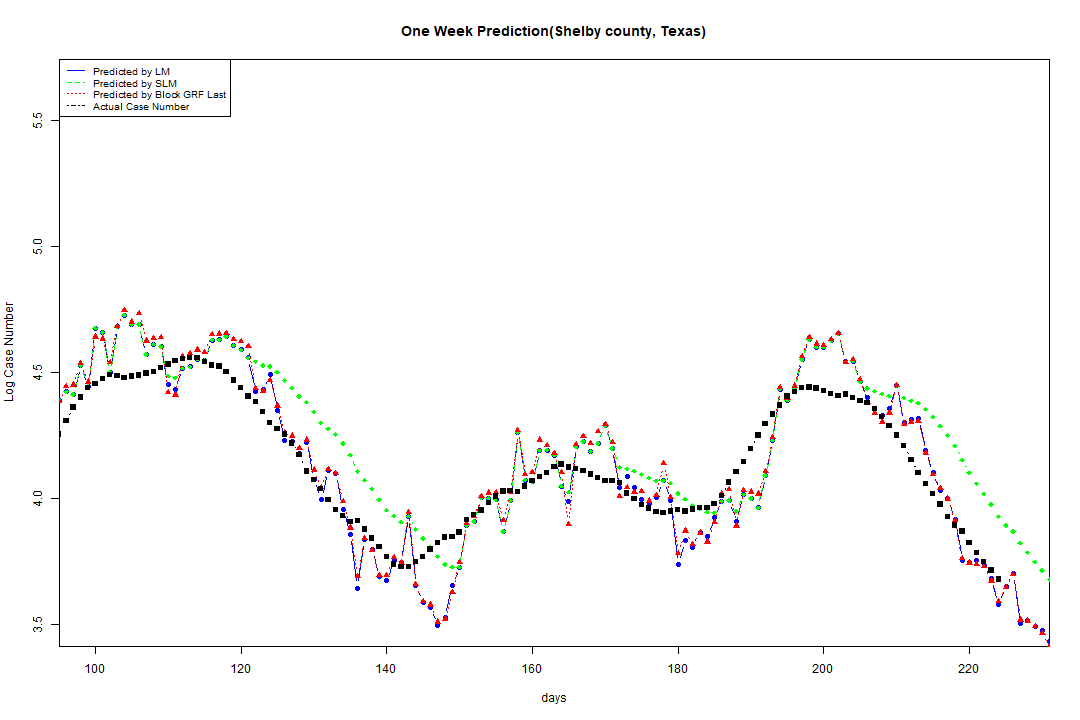 One Week Prediction(Shelby county, Texas)
Predicted by LM
Predicted by SLM
Predicted by Block GRF Last
Actual Case Number
5.5
5.0
4.5
4.0
3.5
Log Case Number
100 120 140 160 180 200 220
days